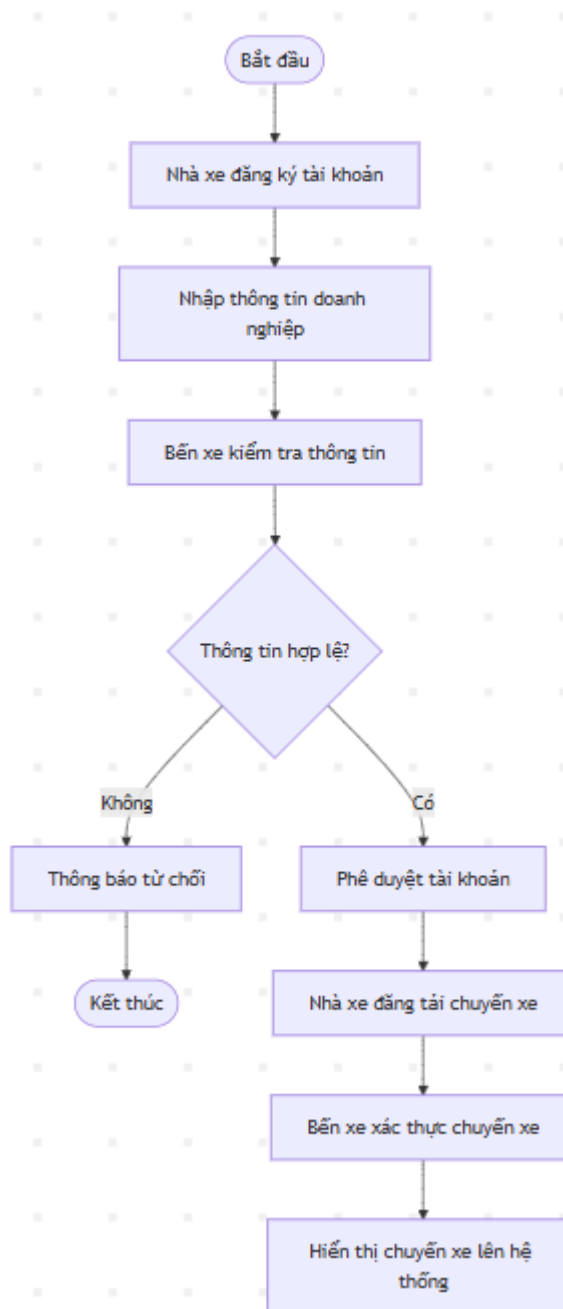 Bắt đầu
Nhà xe đăng ký tài khoản
Nhập thông tin doanh
nghiệp
Bến xe kiểm tra thông tin
Thông tin hợp lệ?
Không
Có
Thông báo từ chối
Phê duyệt tài khoản
Kết thúc
Nhà xe đăng tải chuyến xe
Bến xe xác thực chuyến xe
Hiển thị chuyến xe lên hệ
thống